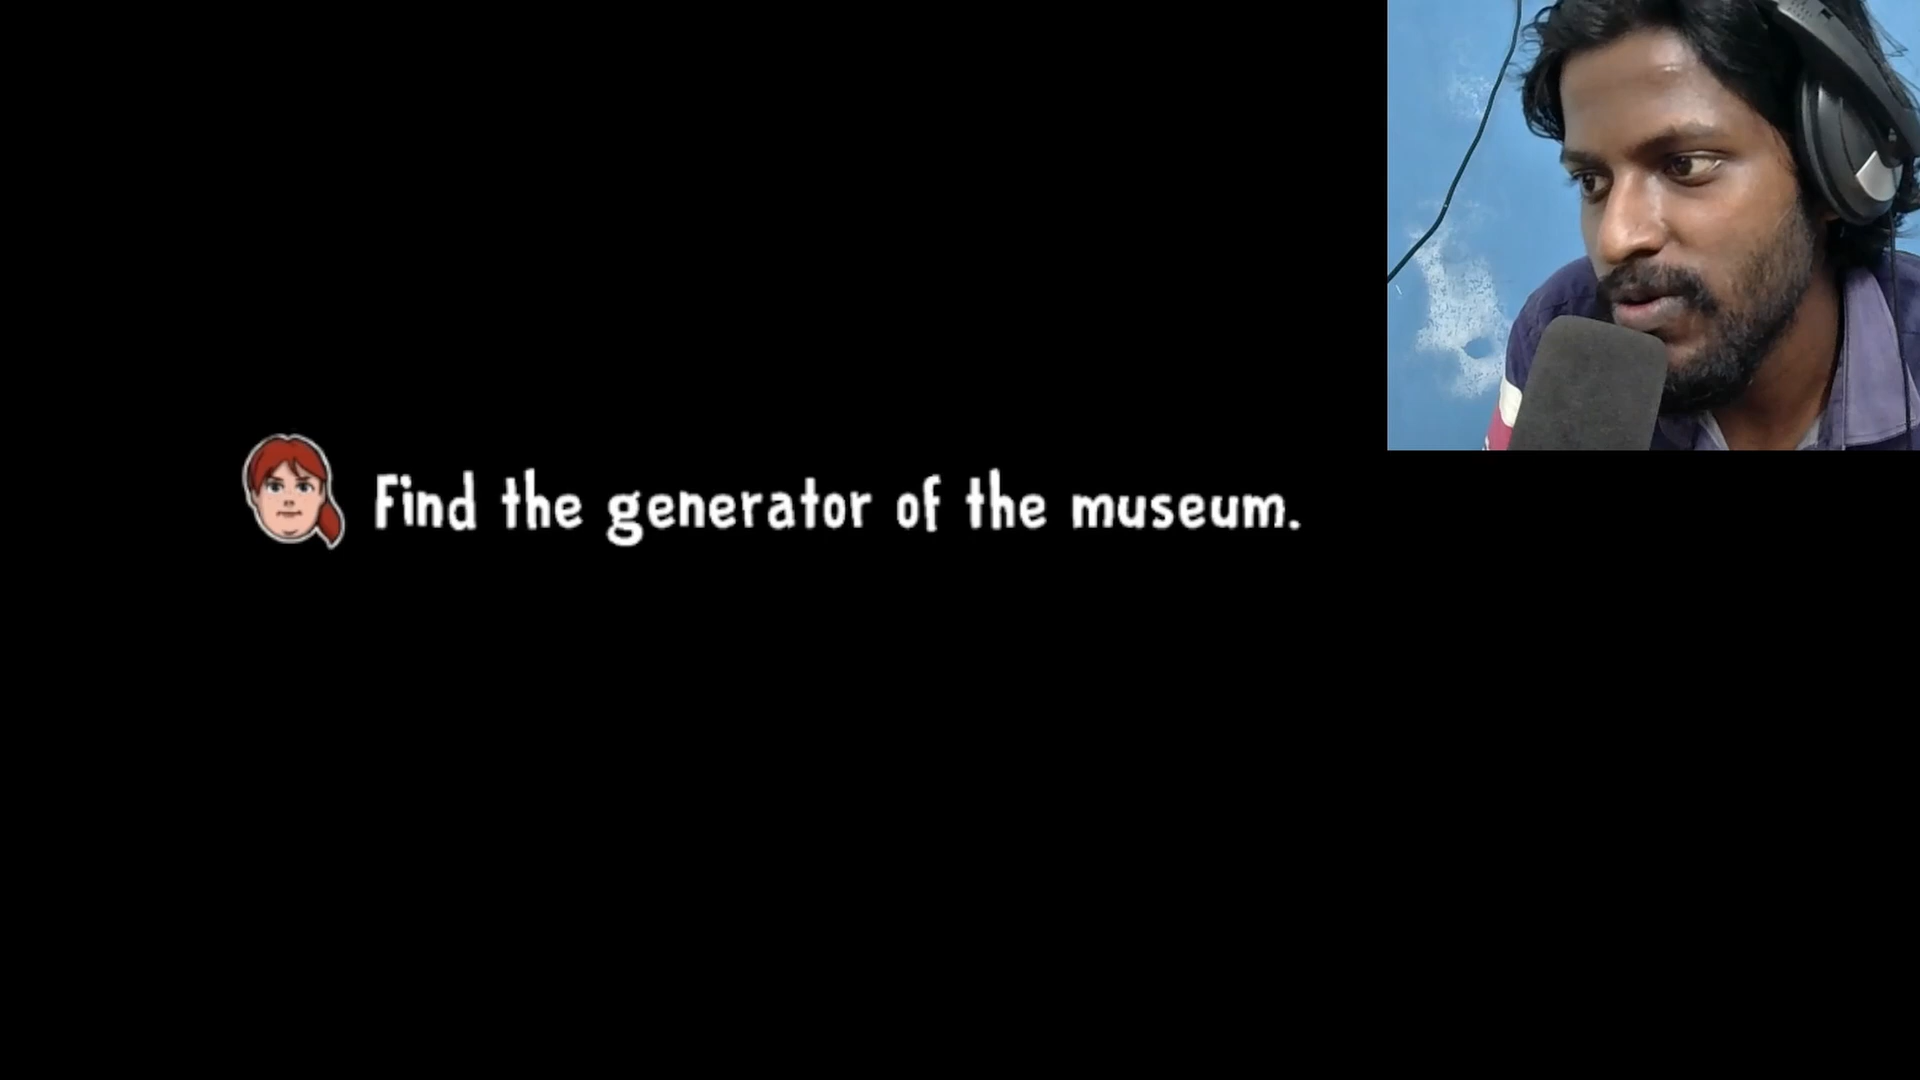 Find the generator of the museum.